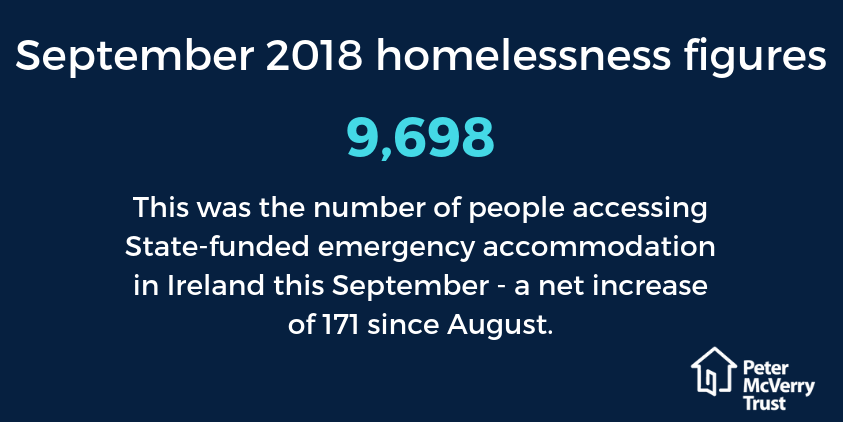 September 2018 homelessness figures
9,698
This was the number of people accessing
State-funded emergency accommodation
in Ireland this September - a net increase
of 171 since August.
Peter
McVerry
Trust